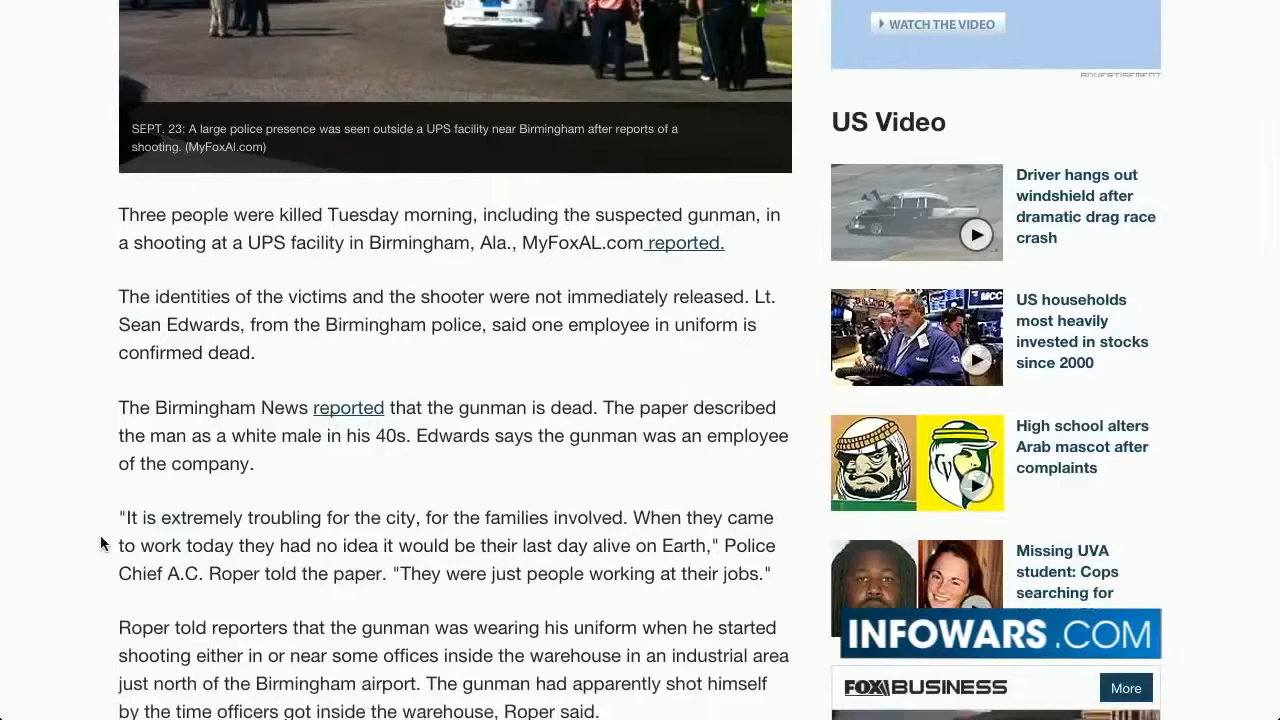 WATCH THE VIDEO
ADVERTISEMENT
SEPT. 23: A large police presence was seen outside a UPS facility near Birmingham after reports of a
shooting. (MyFoxAl.com)
Three people were killed Tuesday morning, including the suspected gunman, in
a shooting at a UPS facility in Birmingham, Ala., MyFoxAL.com reported.
The identities of the victims and the shooter were not immediately released. Lt.
Sean Edwards, from the Birmingham police, said one employee in uniform is
confirmed dead.
The Birmingham News reported that the gunman is dead. The paper described
the man as a white male in his 40s. Edwards says the gunman was an employee
of the company.
"It is extremely troubling for the city, for the families involved. When they came
to work today they had no idea it would be their last day alive on Earth," Police
Chief A.C. Roper told the paper. "They were just people working at their jobs."
Roper told reporters that the gunman was wearing his uniform when he started
shooting either in or near some offices inside the warehouse in an industrial area
just north of the Birmingham airport. The gunman had apparently shot himself
by the time officers got inside the warehouse, Roper said.
US Video
Driver hangs out
windshield after
dramatic drag race
crash
MCC
US households
most heavily
invested in stocks
since 2000
High school alters
Arab mascot after
complaints
Missing UVA
student: Cops
searching for
INFOWARS.COM
FOX BUSINESS
More